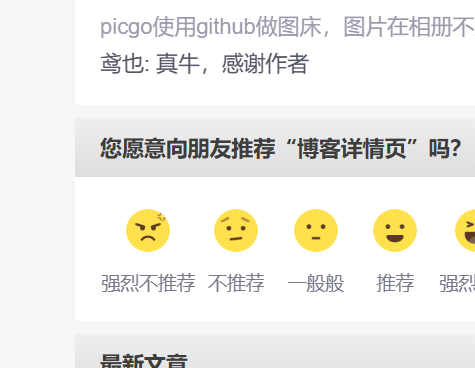 picgo使用github做图床，图片在相册不
鸢也: 真牛，感谢作者
您愿意向朋友推荐“博客详情页”吗?
强烈不推荐 不推荐 一般般 推荐 强烈
最新文章